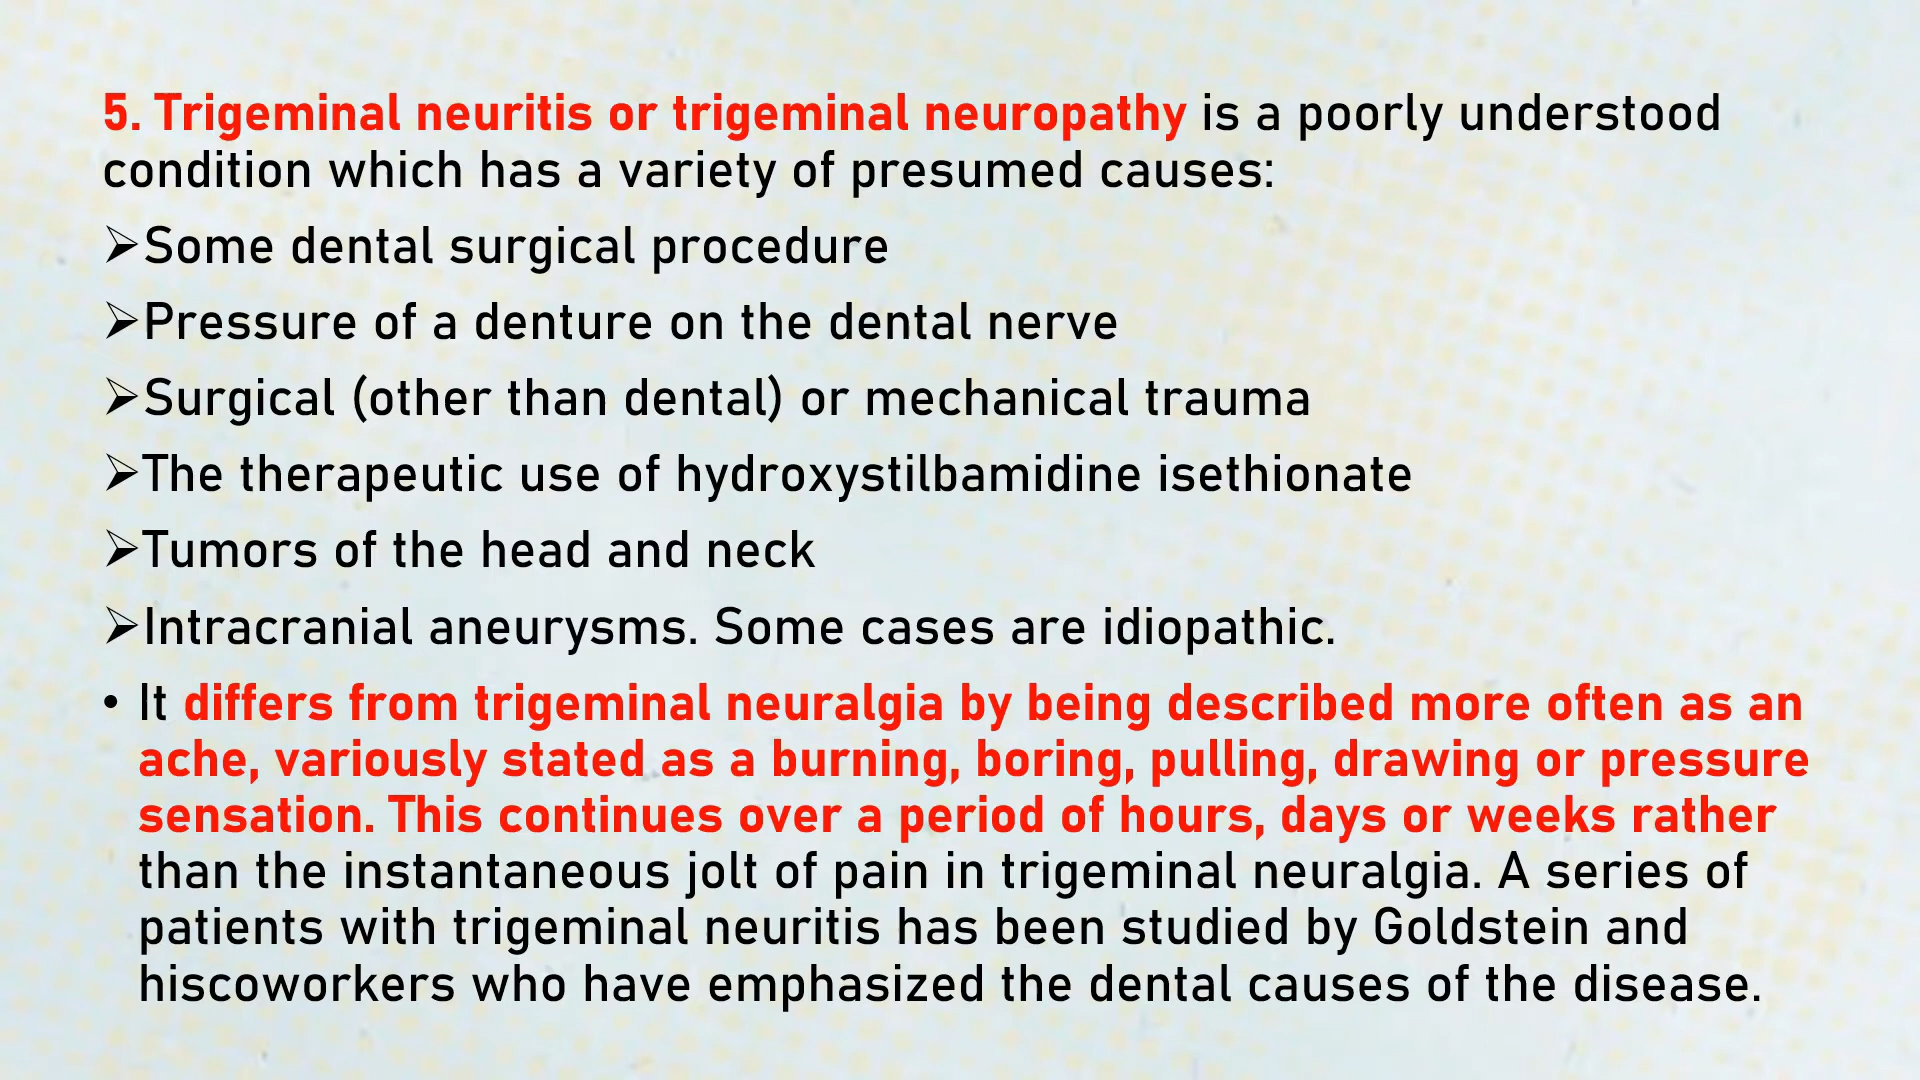 5. Trigeminal neuritis or trigeminal neuropathy is a poorly understood
condition which has a variety of presumed causes:
➢Some dental surgical procedure
➢Pressure of a denture on the dental nerve
➢Surgical (other than dental) or mechanical trauma
➢The therapeutic use of hydroxystilbamidine isethionate
➢Tumors of the head and neck
➢Intracranial aneurysms. Some cases are idiopathic.
• It differs from trigeminal neuralgia by being described more often as an
ache, variously stated as a burning, boring, pulling, drawing or pressure
sensation. This continues over a period of hours, days or weeks rather
than the instantaneous jolt of pain in trigeminal neuralgia. A series of
patients with trigeminal neuritis has been studied by Goldstein and
hiscoworkers who have emphasized the dental causes of the disease.